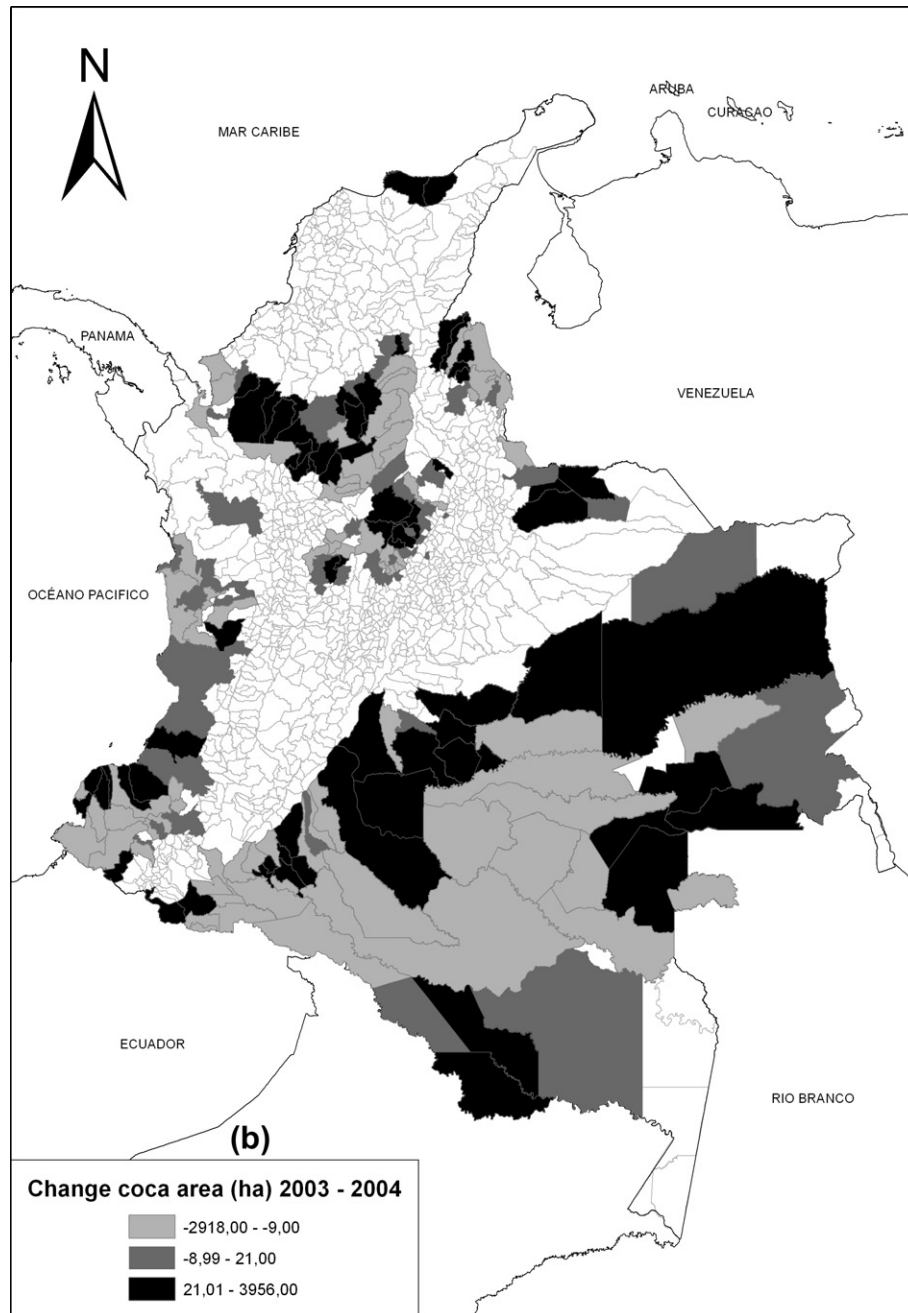 N
ARUBA
CURACAO
MAR CARIBE
PANAMA
VENEZUELA
OCÉANO PACIFICO
ECUADOR
RIO BRANCO
(b)
Change coca area (ha) 2003 - 2004
-2918,00 - -9,00
-8,99 - 21,00
21,01 - 3956,00